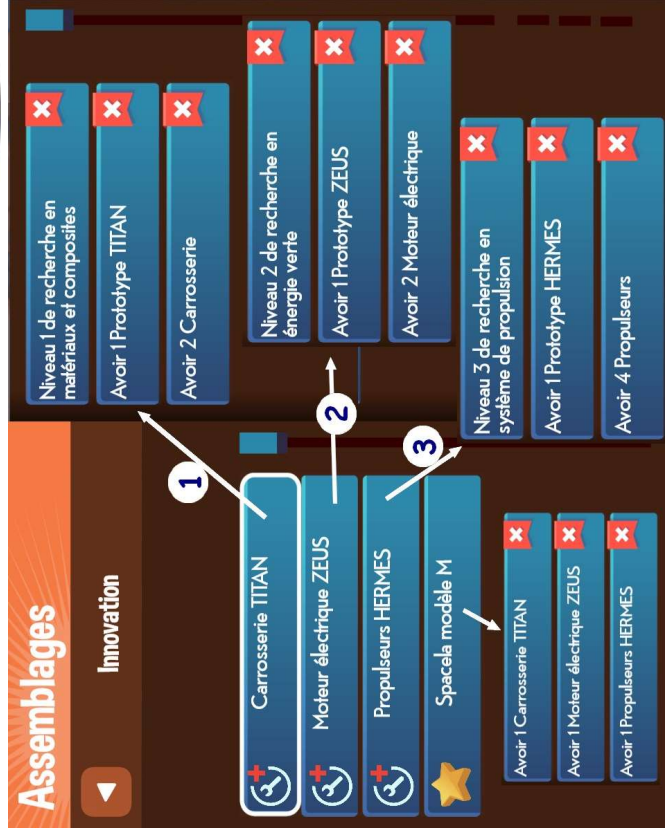 Assemblages
Innovation
Carrosserie TITAN
Moteur électrique ZEUS
Propulseurs HERMES
Spacela modèle M
1
Niveau 1 de recherche en
matériaux et composites
Avoir 1 Prototype TITAN
Avoir 2 Carrosserie
2
Niveau 2 de recherche en
énergie verte
Avoir 1 Prototype ZEUS
Avoir 2 Moteur électrique
3
Niveau 3 de recherche en
système de propulsion
Avoir 1 Prototype HERMES
Avoir 4 Propulseurs
Avoir 1 Carrosserie TITAN
Avoir 1 Moteur électrique ZEUS
Avoir 1 Propulseurs HERMES